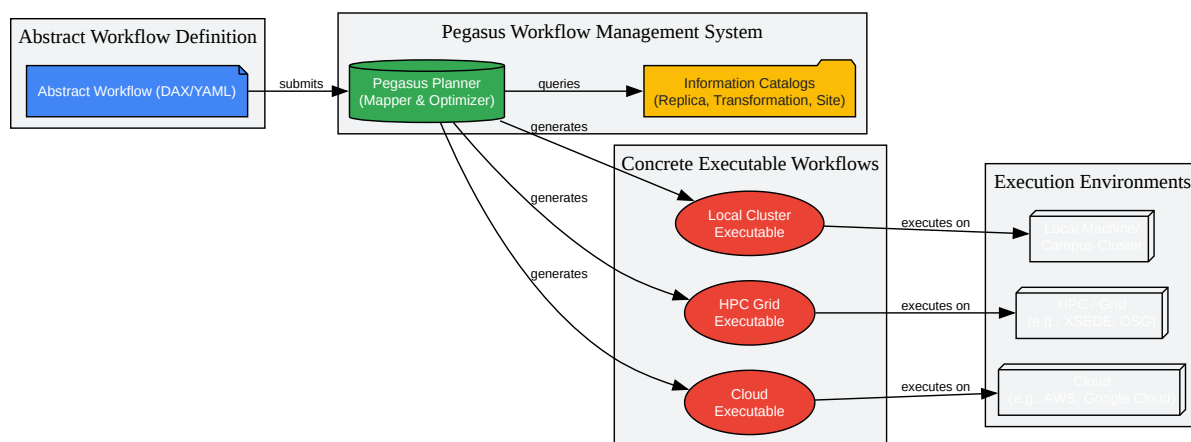 Abstract Workflow Definition
Abstract Workflow (DAX/YAML)
submits
Pegasus Workflow Management System
Pegasus Planner
(Mapper & Optimizer)
queries
Information Catalogs
(Replica, Transformation, Site)
generates
generates
generates
Concrete Executable Workflows
Local Cluster
Executable
HPC Grid
Executable
Cloud
Executable
executes on
executes on
executes on
Execution Environments
Local Machine/
Campus Cluster
HPC / Grid
(e.g., XSEDE, OSG)
Cloud
(e.g., AWS, Google Cloud)